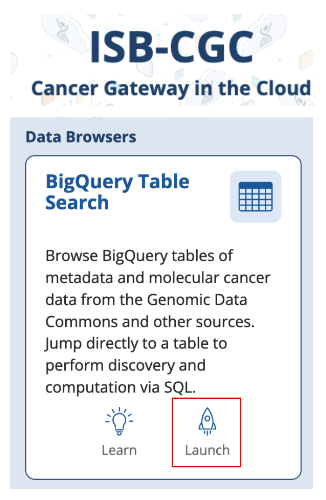 ISB-CGC
Cancer Gateway in the Cloud
Data Browsers
BigQuery Table
Search
Browse BigQuery tables of
metadata and molecular cancer
data from the Genomic Data
Commons and other sources.
Jump directly to a table to
perform discovery and
computation via SQL.
Learn
Launch